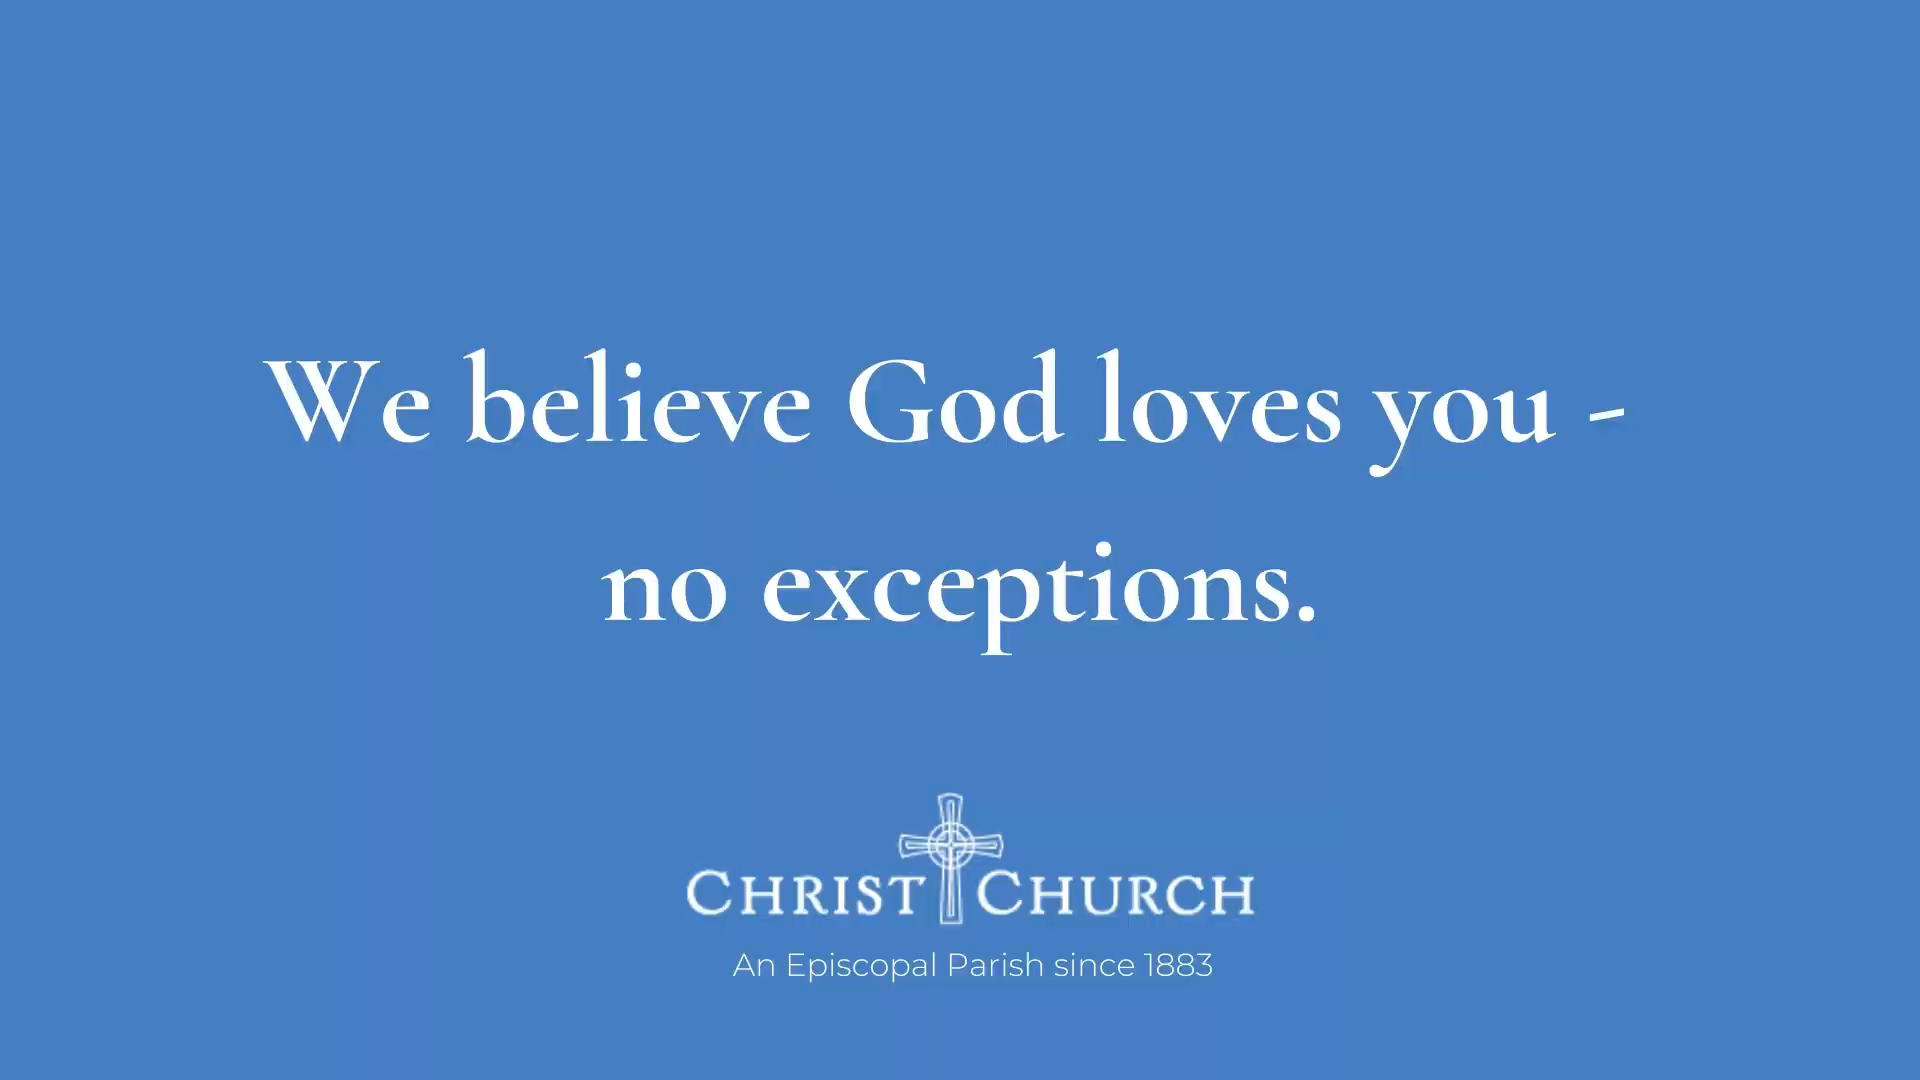 We believe God loves you -
no exceptions.
CHRIST CHURCH
An Episcopal Parish since 1883